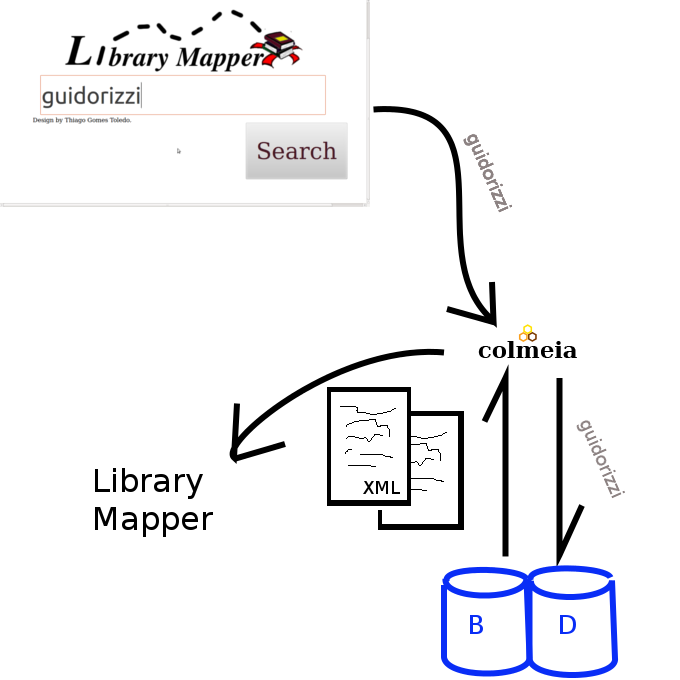 Library Mapper
guidorizzi
Design by Thiago Gomes Toledo.
Search
guidorizzi
colmeia
guidorizzi
XML
Library
Mapper
B
D